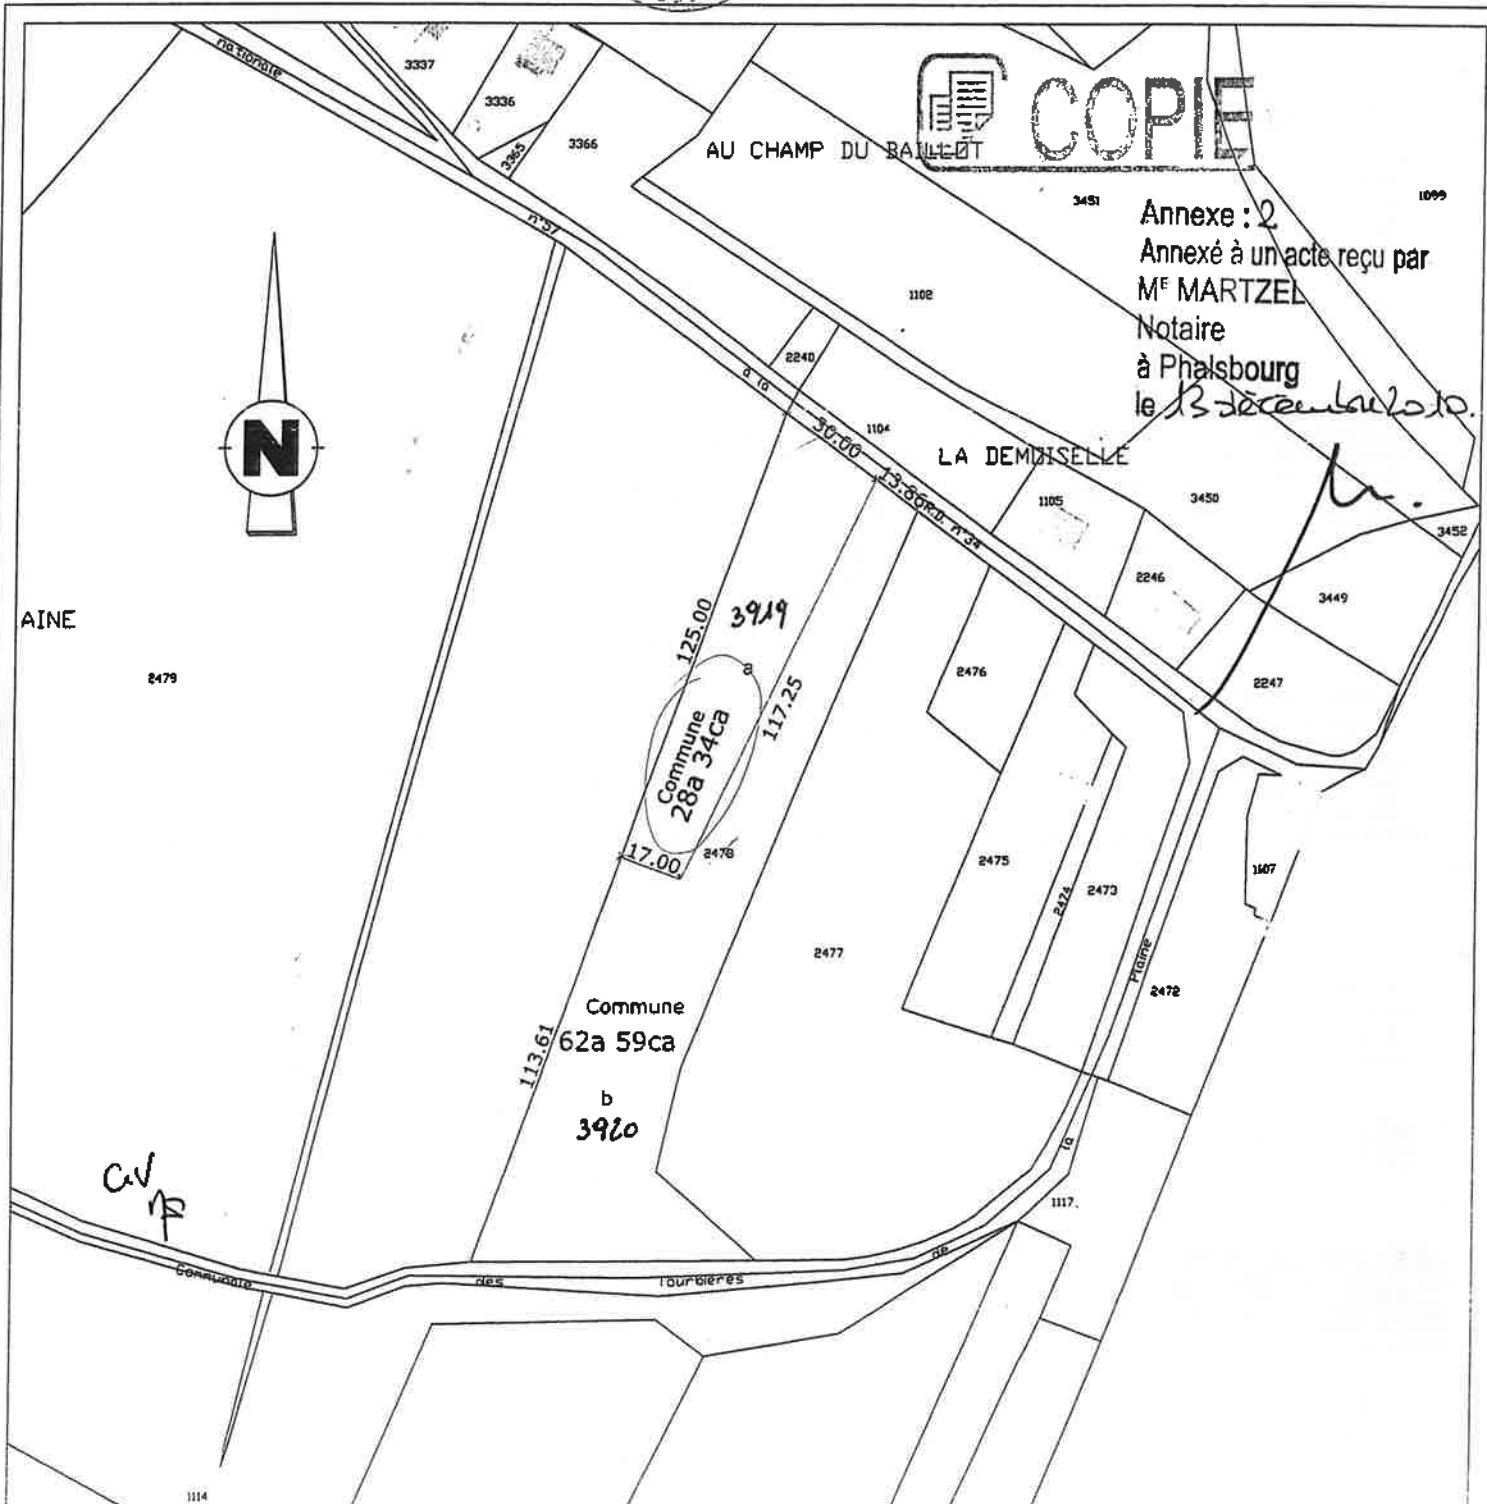 nationale
3337
3336
3365
3366
AU CHAMP DU BAILLOT
COPIE
3451
1099
Annexe : 2
Annexé à un acte reçu par
Mᴱ MARTZEL
Notaire
à Phalsbourg
le 13 décembre 2010.
n°57
1102
2240
à la
30.00
1104
LA DEMOISELLE
13.86
R.D. n°34
1105
3450
3452
N
2246
3449
AINE
2479
125.00
3919
a
117.25
2476
2247
Commune
28a 34ca
17.00
2478
2475
2474
2473
1107
2477
Plaine
2472
Commune
62a 59ca
113.61
b
3920
la
1117
Communale
des
Tourbières
de
1114